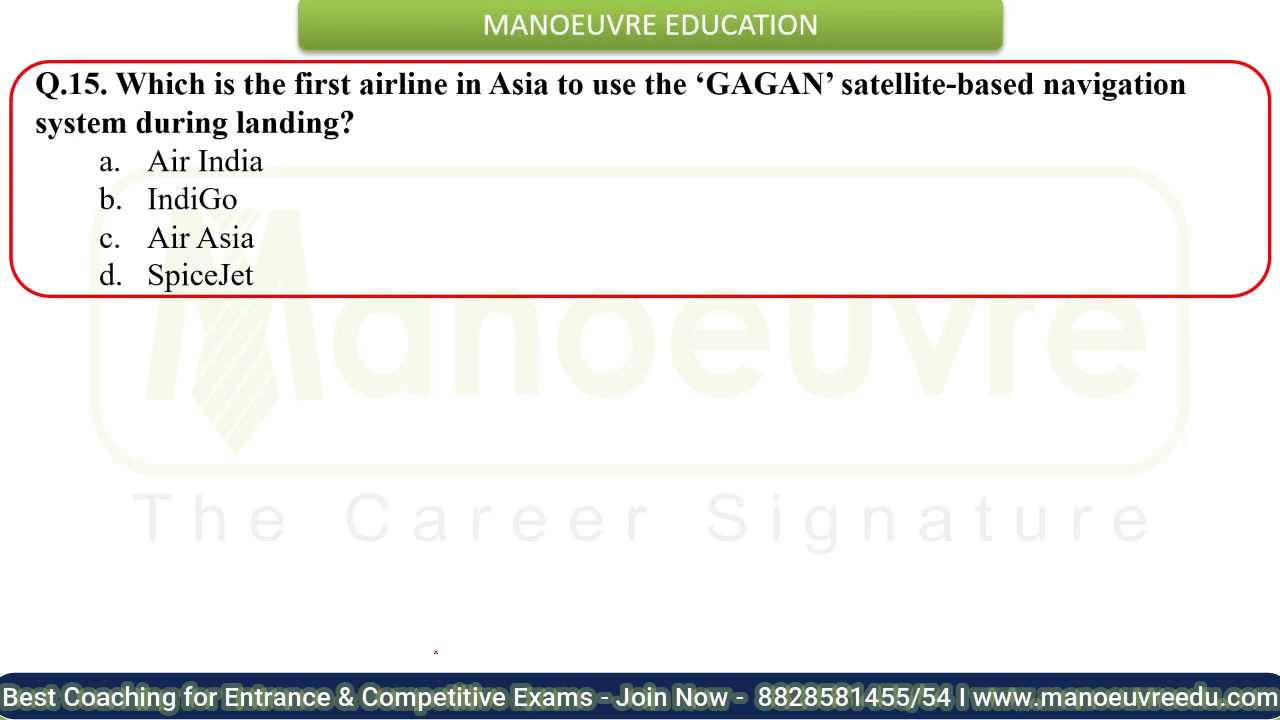 MANOEUVRE EDUCATION
Q.15. Which is the first airline in Asia to use the ‘GAGAN’ satellite-based navigation
system during landing?
a. Air India
b. IndiGo
c. Air Asia
d. SpiceJet
Manoeuvre
The Career Signature
Best Coaching for Entrance & Competitive Exams - Join Now - 8828581455/54 I www.manoeuvreedu.com